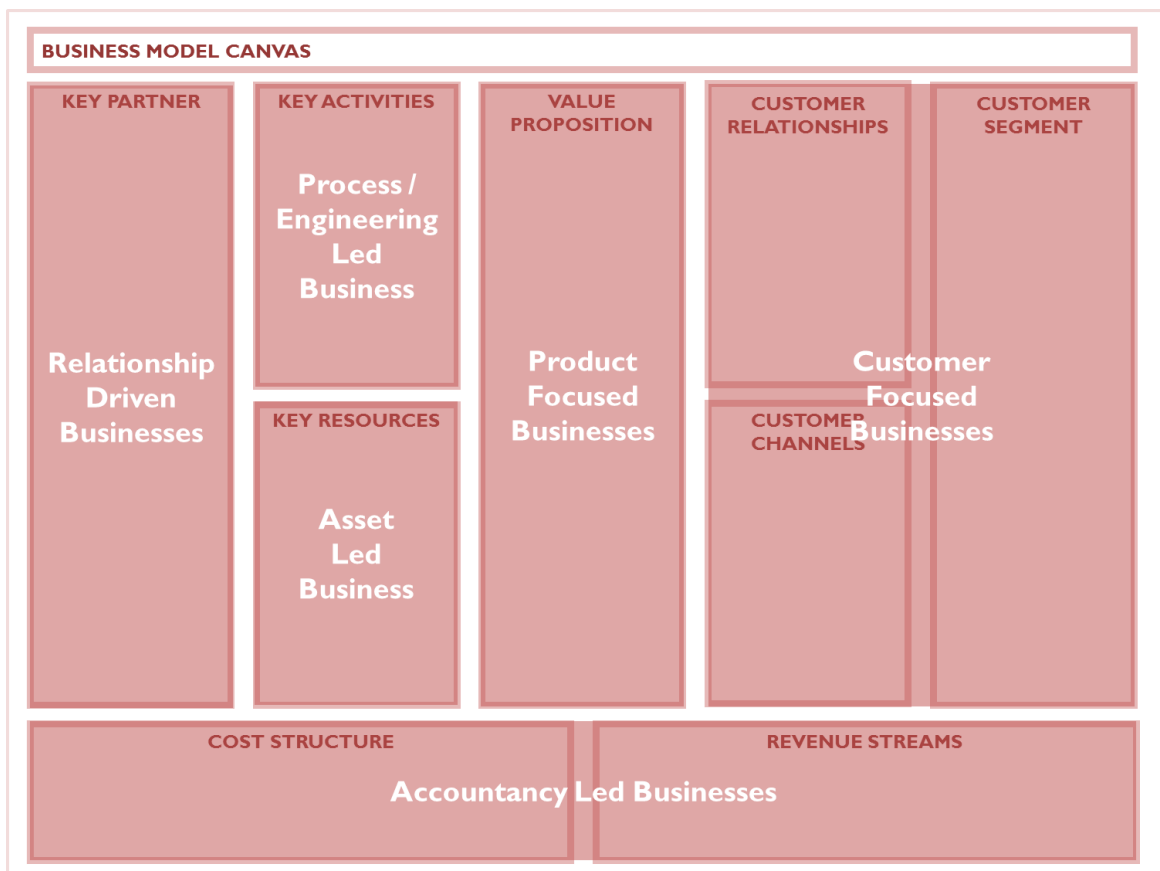 BUSINESS MODEL CANVAS
KEY PARTNER
Relationship
Driven
Businesses
KEY ACTIVITIES
Process /
Engineering
Led
Business
KEY RESOURCES
Asset
Led
Business
VALUE
PROPOSITION
Product
Focused
Businesses
CUSTOMER
RELATIONSHIPS
CUSTOMER
CHANNELS
CUSTOMER
SEGMENT
Customer
Focused
Businesses
COST STRUCTURE
REVENUE STREAMS
Accountancy Led Businesses